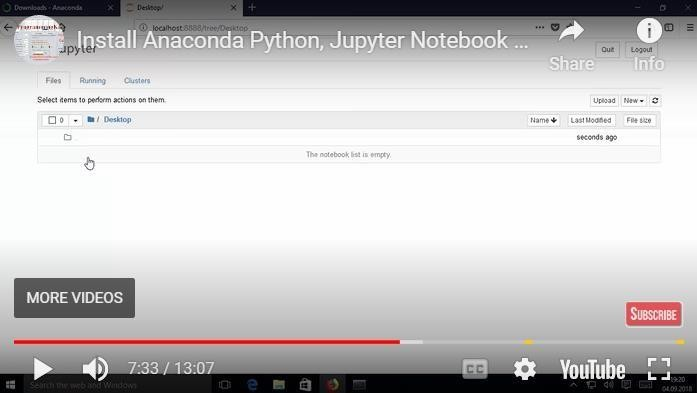 Downloads - Anaconda
Desktop/
localhost:8888/tree/Desktop
Install Anaconda Python, Jupyter Notebook ...
Share
Info
Quit
Logout
Files
Running
Clusters
Select items to perform actions on them.
Upload
New
0
/
Desktop
Name
Last Modified
File size
..
seconds ago
The notebook list is empty.
MORE VIDEOS
SUBSCRIBE
7:33 / 13:07
CC
YouTube
Search the web and Windows
19:20
04.09.2018